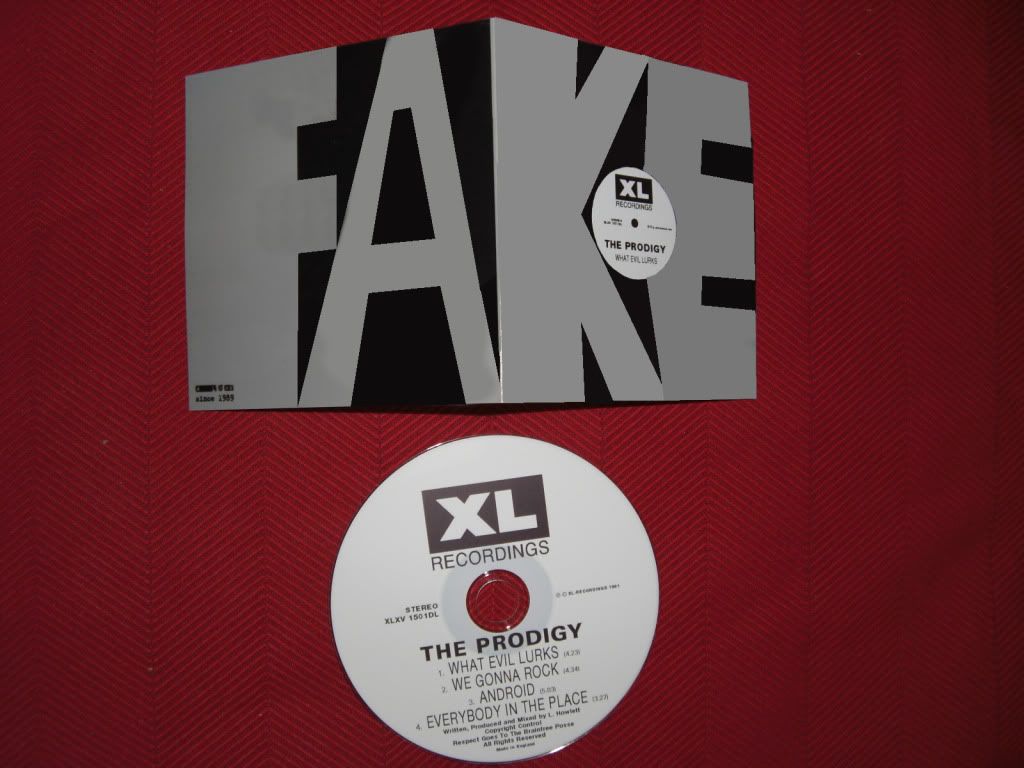 FAKE
XL
RECORDINGS
THE PRODIGY
WHAT EVIL LURKS
since 1989
XL
RECORDINGS
STEREO
XLXV 1501DL
℗ © XL-RECORDINGS 1991
THE PRODIGY
1. WHAT EVIL LURKS (4.23)
2. WE GONNA ROCK (4.34)
3. ANDROID (5.03)
4. EVERYBODY IN THE PLACE (3.27)
Written, Produced and Mixed by L. Howlett
Copyright Control
Respect Goes To The Braintree Posse
All Rights Reserved
Made in England